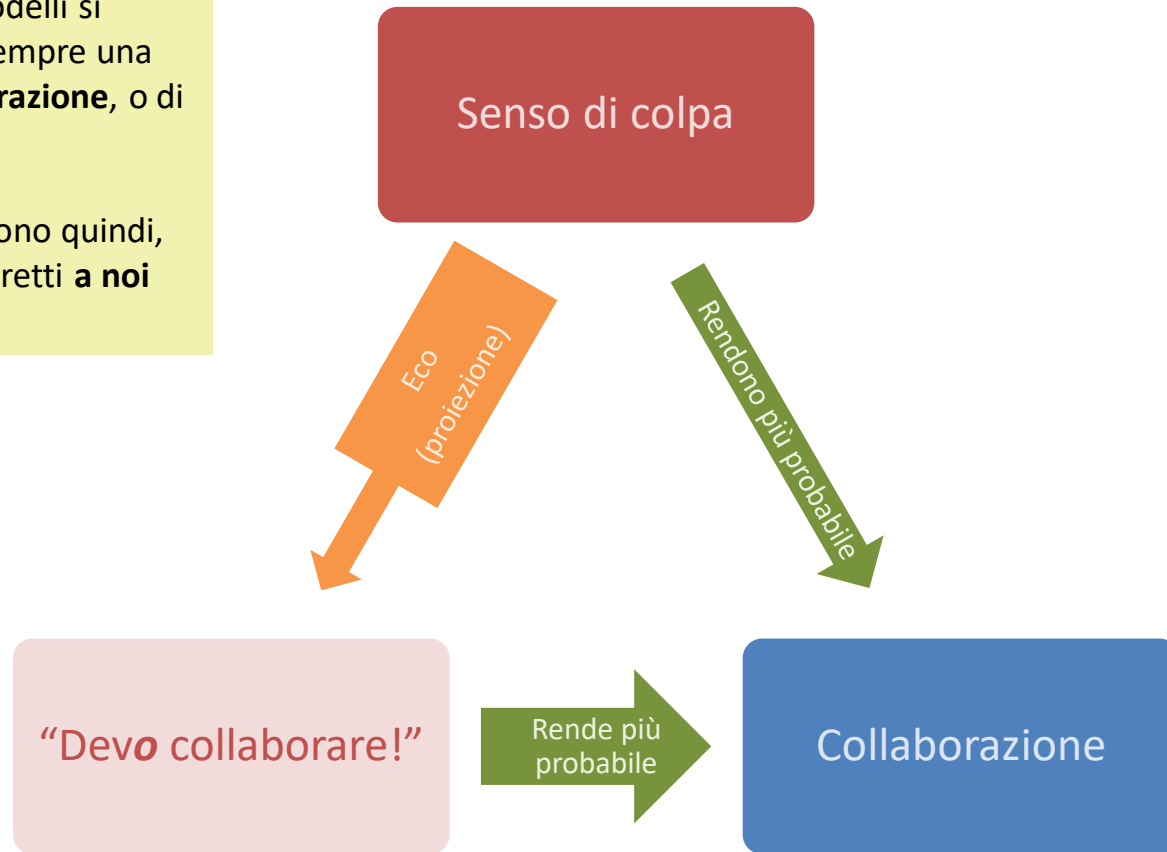 odelli si
empre una
razione, o di
ono quindi,
retti a noi
Senso di colpa
Eco
(proiezione)
Rendono più probabile
“Devo collaborare!”
Rende più
probabile
Collaborazione